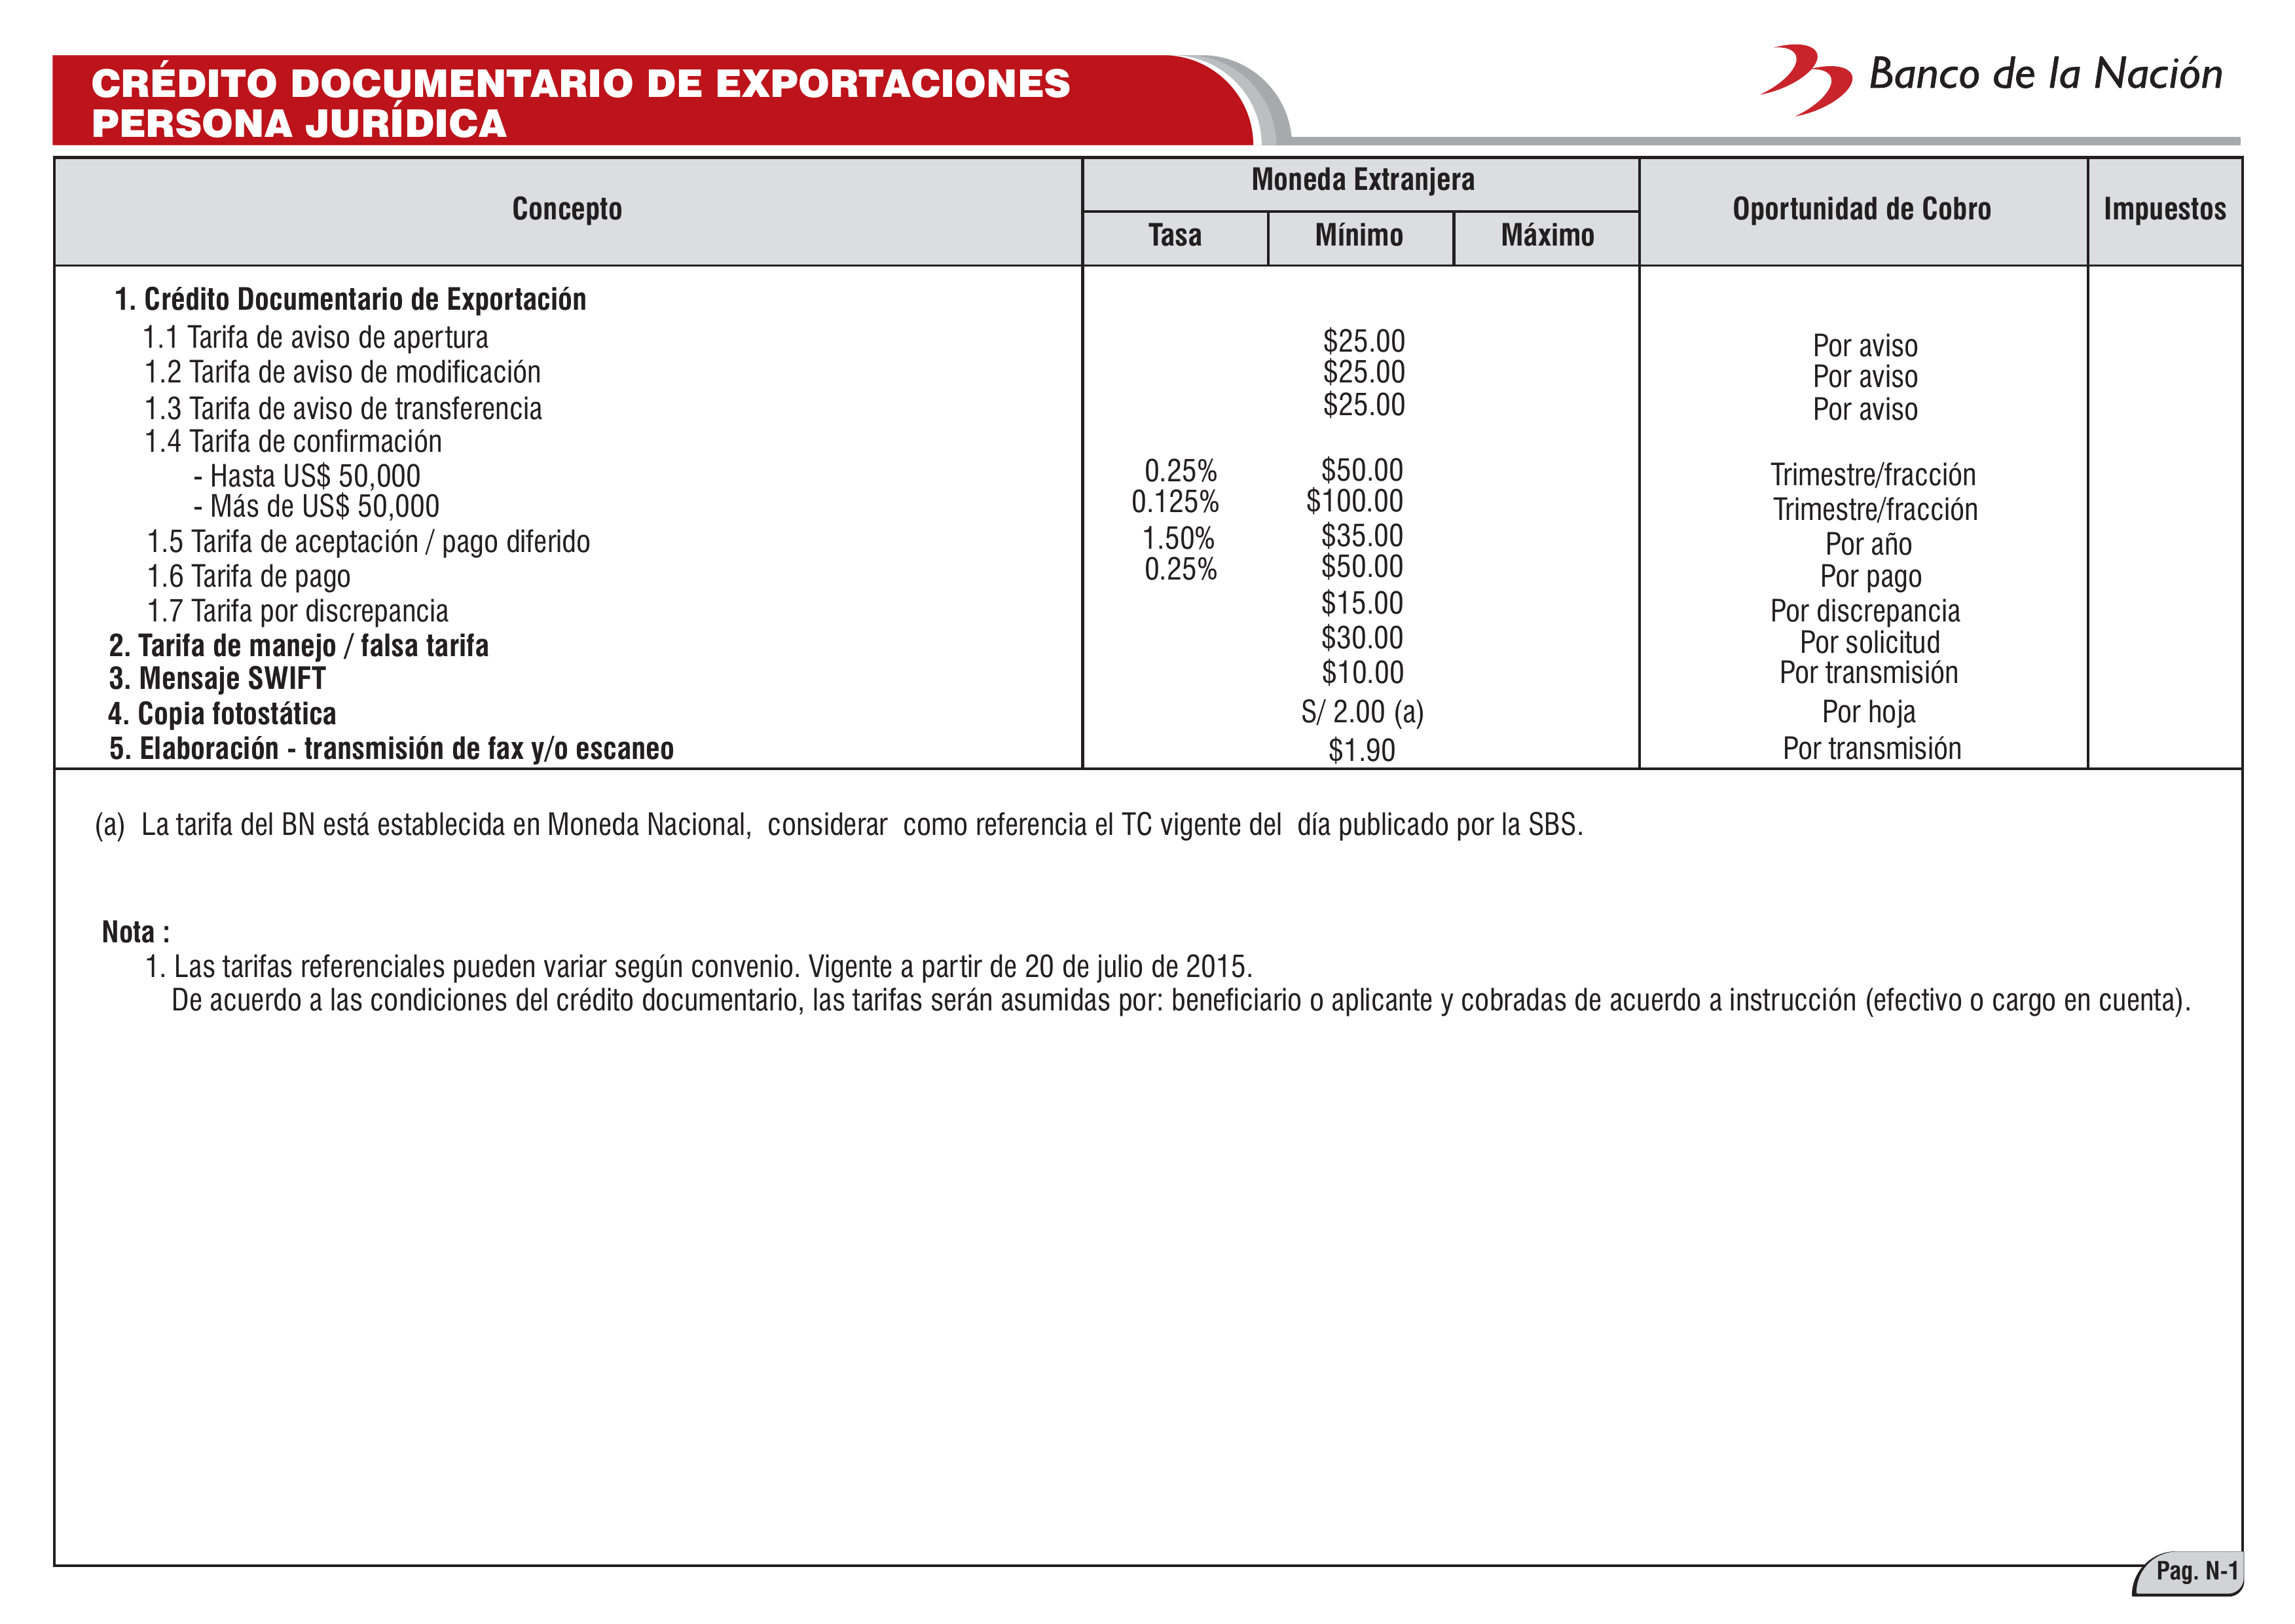 CRÉDITO DOCUMENTARIO DE EXPORTACIONES
PERSONA JURÍDICA
Banco de la Nación
Concepto
Moneda Extranjera
Tasa
Mínimo
Máximo
Oportunidad de Cobro
Impuestos
1. Crédito Documentario de Exportación
1.1 Tarifa de aviso de apertura $25.00 Por aviso
1.2 Tarifa de aviso de modificación $25.00 Por aviso
1.3 Tarifa de aviso de transferencia $25.00 Por aviso
1.4 Tarifa de confirmación
- Hasta US$ 50,000 0.25% $50.00 Trimestre/fracción
- Más de US$ 50,000 0.125% $100.00 Trimestre/fracción
1.5 Tarifa de aceptación / pago diferido 1.50% $35.00 Por año
1.6 Tarifa de pago 0.25% $50.00 Por pago
1.7 Tarifa por discrepancia $15.00 Por discrepancia
2. Tarifa de manejo / falsa tarifa $30.00 Por solicitud
3. Mensaje SWIFT $10.00 Por transmisión
4. Copia fotostática S/ 2.00 (a) Por hoja
5. Elaboración - transmisión de fax y/o escaneo $1.90 Por transmisión
(a) La tarifa del BN está establecida en Moneda Nacional, considerar como referencia el TC vigente del día publicado por la SBS.
Nota :
1. Las tarifas referenciales pueden variar según convenio. Vigente a partir de 20 de julio de 2015.
De acuerdo a las condiciones del crédito documentario, las tarifas serán asumidas por: beneficiario o aplicante y cobradas de acuerdo a instrucción (efectivo o cargo en cuenta).
Pag. N-1